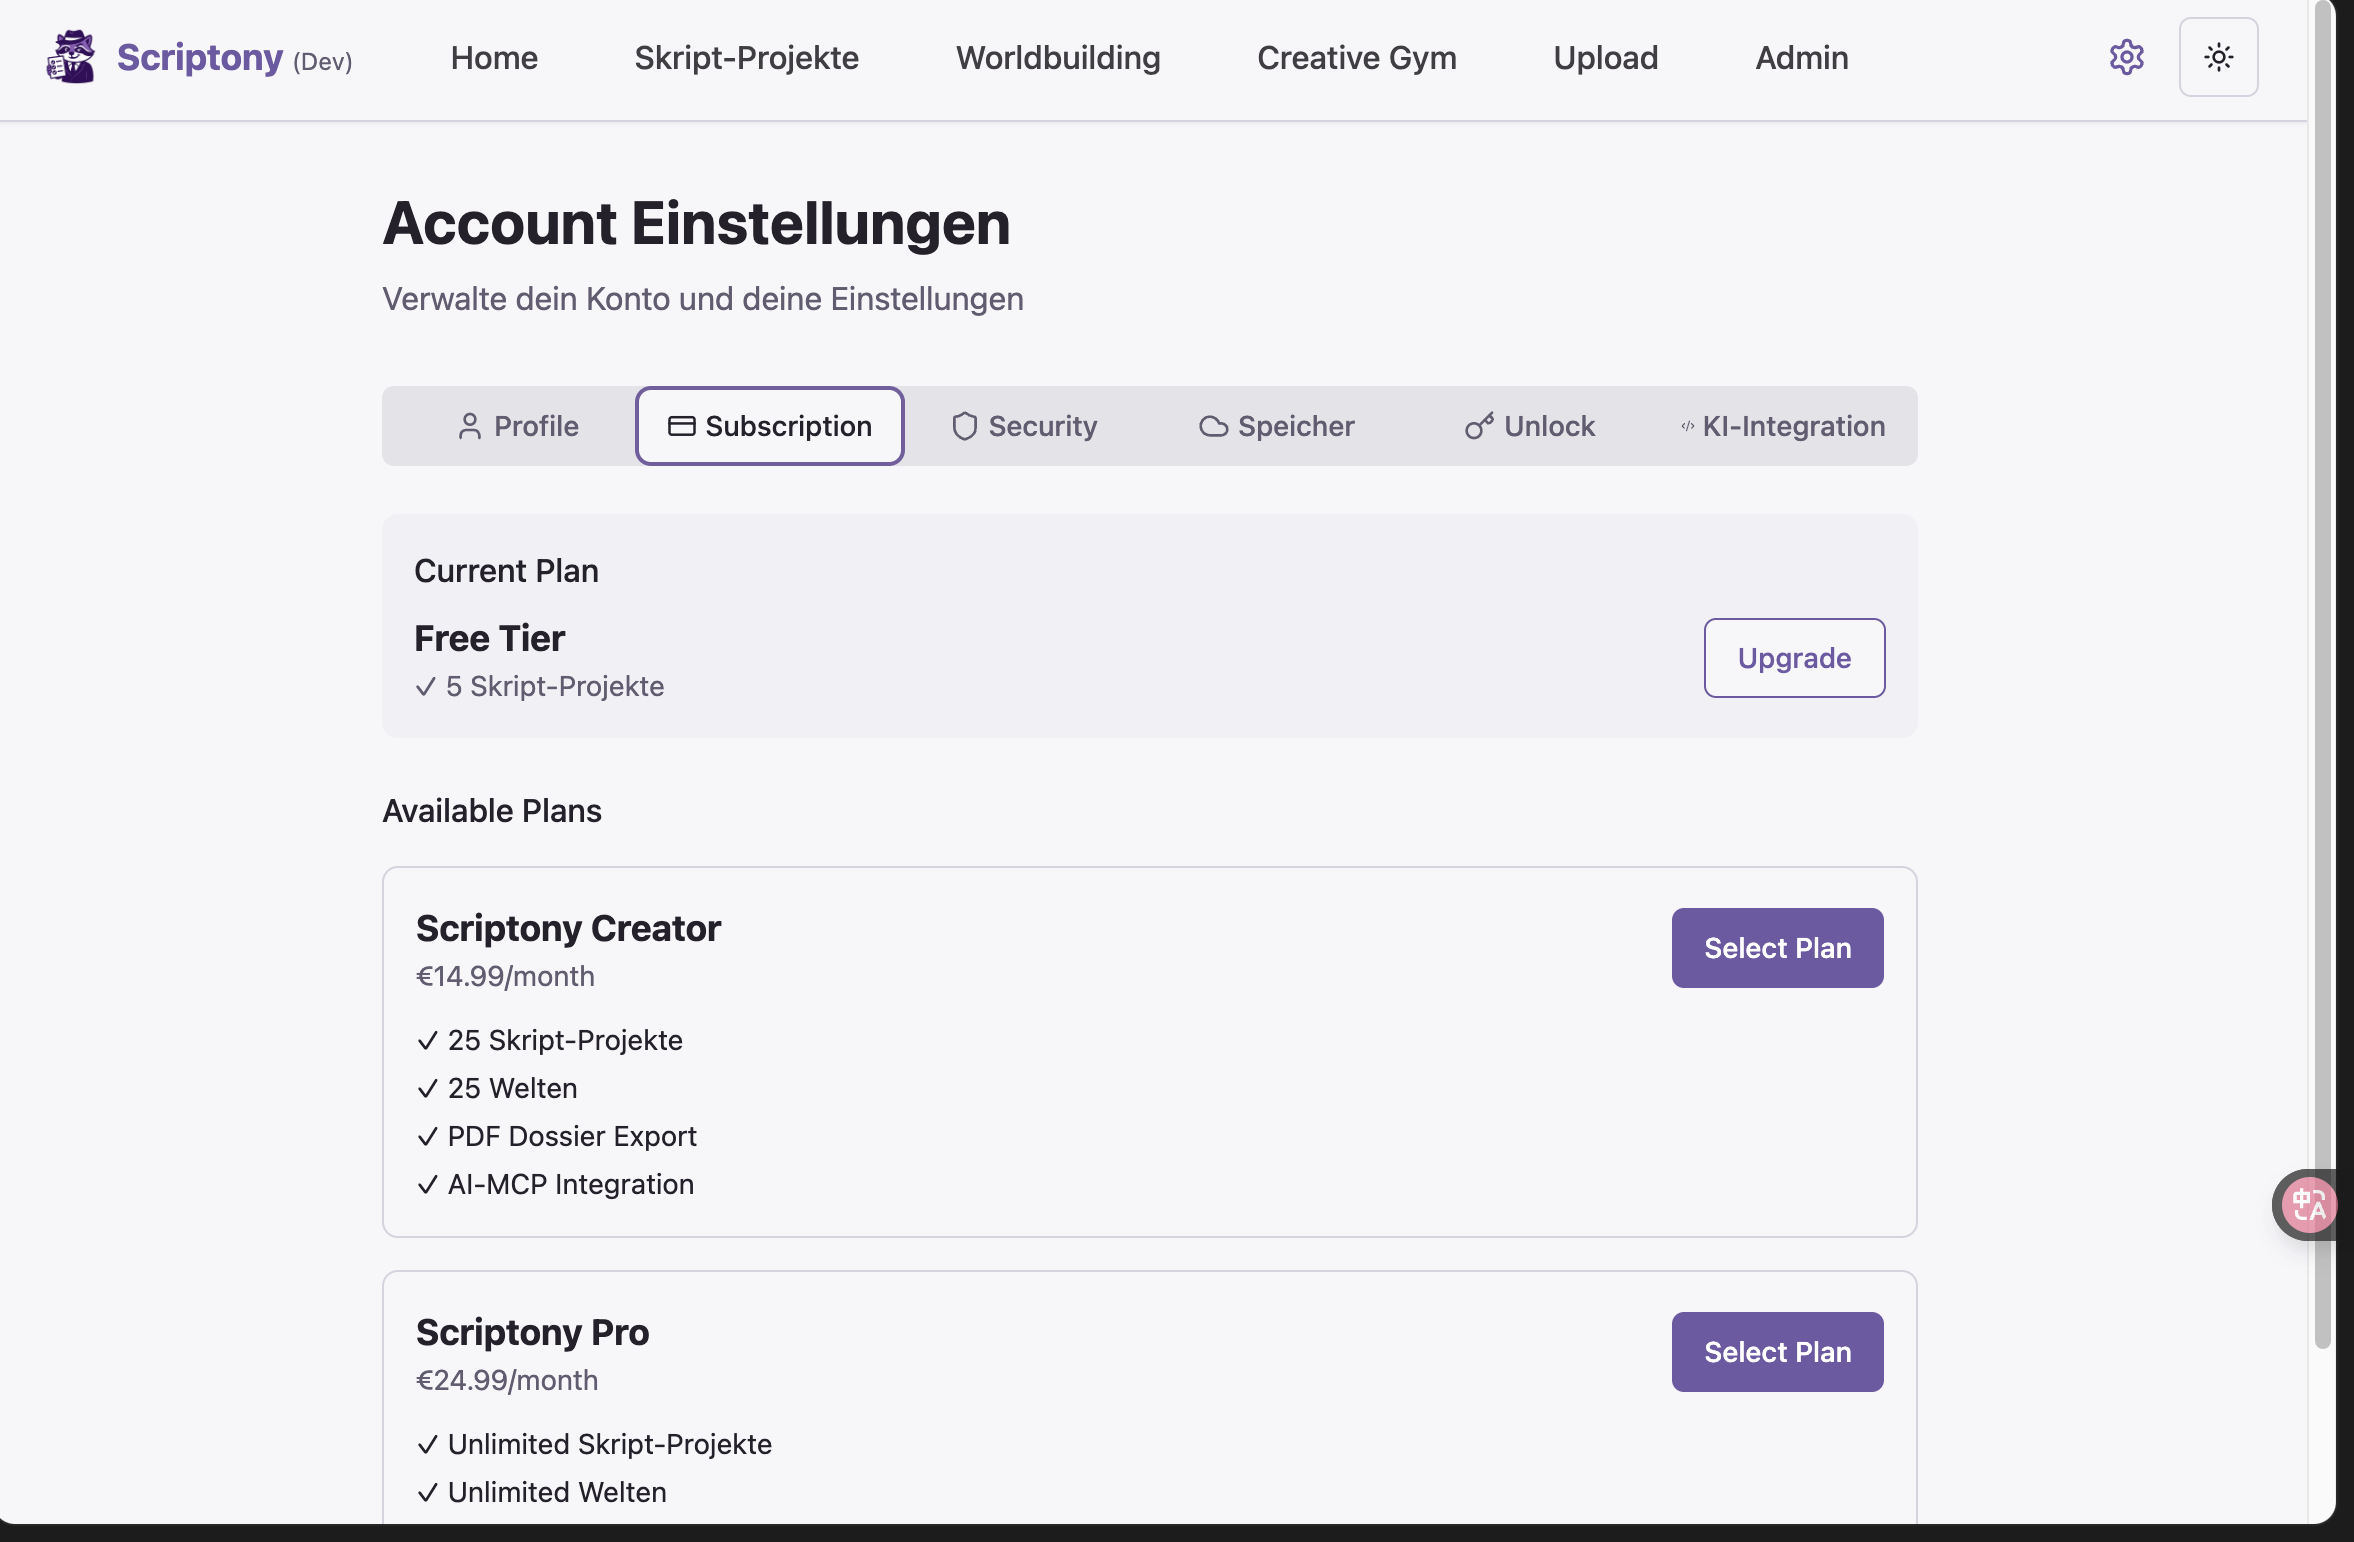 Scriptony (Dev) Home Skript-Projekte Worldbuilding Creative Gym Upload Admin
Account Einstellungen
Verwalte dein Konto und deine Einstellungen
Profile Subscription Security Speicher Unlock </> KI-Integration
Current Plan
Free Tier
✓ 5 Skript-Projekte
Upgrade
Available Plans
Scriptony Creator
€14.99/month
Select Plan
✓ 25 Skript-Projekte
✓ 25 Welten
✓ PDF Dossier Export
✓ AI-MCP Integration
中A
Scriptony Pro
€24.99/month
Select Plan
✓ Unlimited Skript-Projekte
✓ Unlimited Welten